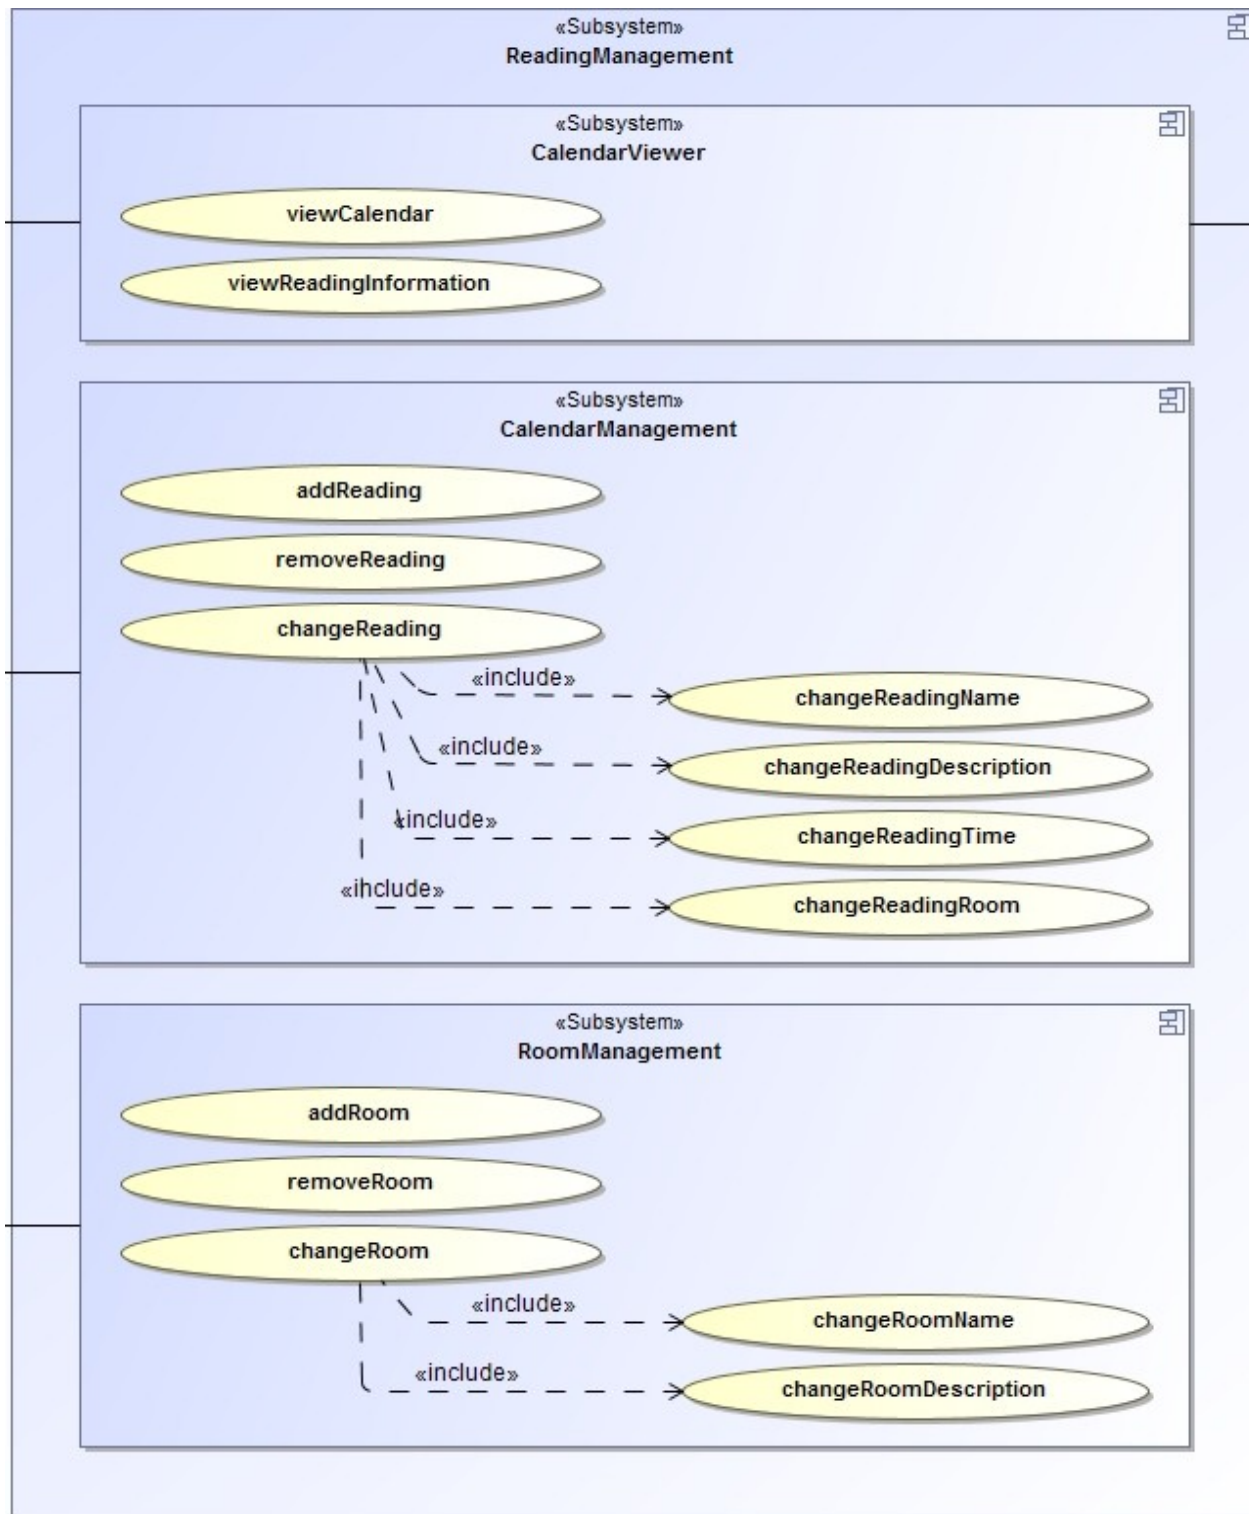 «Subsystem»
ReadingManagement
«Subsystem»
CalendarViewer
viewCalendar
viewReadingInformation
«Subsystem»
CalendarManagement
addReading
removeReading
changeReading
«include»
changeReadingName
«include»
changeReadingDescription
«include»
changeReadingTime
«include»
changeReadingRoom
«Subsystem»
RoomManagement
addRoom
removeRoom
changeRoom
«include»
changeRoomName
«include»
changeRoomDescription